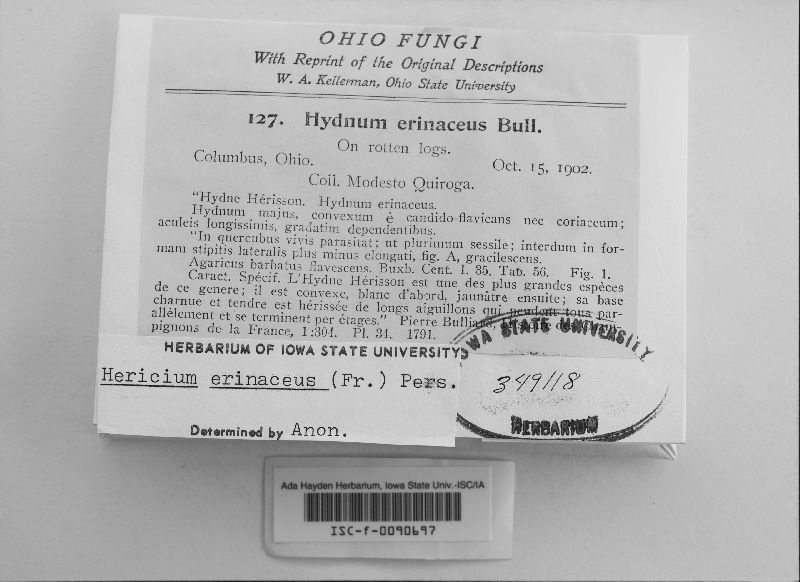 OHIO FUNGI
With Reprint of the Original Descriptions
W. A. Kellerman, Ohio State University
127. Hydnum erinaceus Bull.
On rotten logs.
Columbus, Ohio. Oct. 15, 1902.
Coll. Modesto Quiroga.
"Hydne Hérisson. Hydnum erinaceus.
Hydnum majus, convexum è candido-flavicans nec coriaceum;
aculeis longissimis, gradatim dependentibus.
"In quercubus vivis parasitat; ut plurimum sessile; interdum in for-
mam stipitis lateralis plus minus elongati, fig. A, gracilescens.
Agaricus barbatus flavescens. Buxb. Cent. I. 35. Tab. 56. Fig. 1.
Caract. Spécif. L'Hydne Hérisson est une des plus grandes espèces
de ce genere; il est convexe, blanc d'abord, jaunâtre ensuite; sa base
charnue et tendre est hérissée de longs aiguillons qui pendent tous par-
allèlement et se terminent par étages." Pierre
pignons de la France, 1:304. Pl. 34. 1791.
HERBARIUM OF IOWA STATE UNIVERSITY
Hericium erinaceus (Fr.) Pers.
Determined by Anon.
IOWA STATE UNIVERSITY
349118
HERBARIUM
Ada Hayden Herbarium, Iowa State Univ.-ISC/IA
ISC-f-0090697